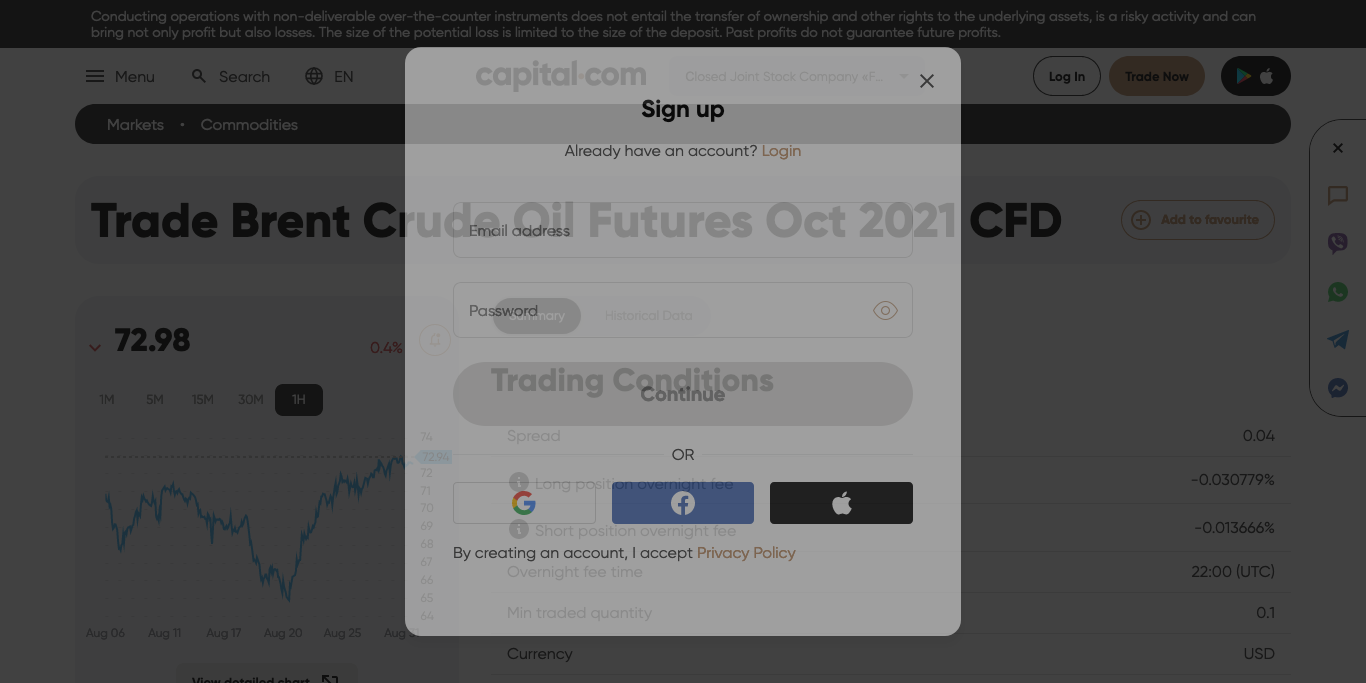 Conducting operations with non-deliverable over-the-counter instruments does not entail the transfer of ownership and other rights to the underlying assets, is a risky activity and can
bring not only profit but also losses. The size of the potential loss is limited to the size of the deposit. Past profits do not guarantee future profits.
Menu Search EN capital.com Closed Joint Stock Company «F... Log In Trade Now
Sign up
Markets • Commodities
Already have an account? Login
Trade Brent Crude Oil Futures Oct 2021 CFD
Add to favourite
Email address
Password
Summary Historical Data
72.98
0.4%
Trading Conditions
Continue
1M 5M 15M 30M 1H
Spread 0.04
OR
Long position overnight fee -0.030779%
Short position overnight fee -0.013666%
By creating an account, I accept Privacy Policy
Overnight fee time 22:00 (UTC)
Min traded quantity 0.1
Currency USD
74
72.94
72
71
70
69
68
67
66
65
64
Aug 06 Aug 11 Aug 17 Aug 20 Aug 25 Aug
View detailed chart